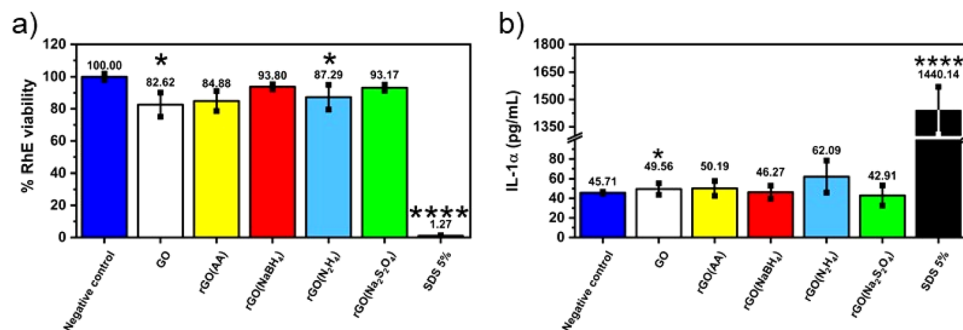 a)
% RhE viability
120
100
80
60
40
20
0
100.00
*
82.62
84.88
93.80
*
87.29
93.17
****
1.27
Negative control
GO
rGO(AA)
rGO(NaBH₄)
rGO(N₂H₄)
rGO(Na₂S₂O₄)
SDS 5%
b)
IL-1α (pg/mL)
1800
1650
1500
1350
80
60
40
20
0
45.71
*
49.56
50.19
46.27
62.09
42.91
****
1440.14
Negative control
GO
rGO(AA)
rGO(NaBH₄)
rGO(N₂H₄)
rGO(Na₂S₂O₄)
SDS 5%